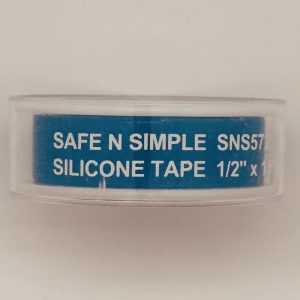 SAFE N SIMPLE
SILICONE TAPE 1/2" x